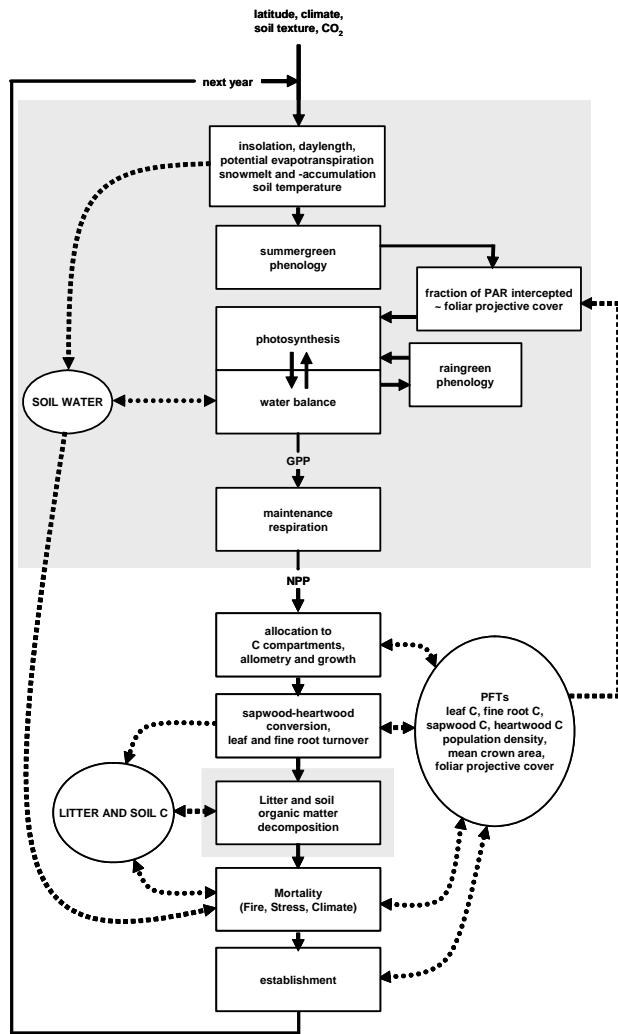 latitude, climate,
soil texture, CO₂
next year
insolation, daylength,
potential evapotranspiration
snowmelt and -accumulation
soil temperature
summergreen
phenology
fraction of PAR intercepted
~ foliar projective cover
photosynthesis
raingreen
phenology
SOIL WATER
water balance
GPP
maintenance
respiration
NPP
allocation to
C compartments,
allometry and growth
PFTs
leaf C, fine root C,
sapwood C, heartwood C
population density,
mean crown area,
foliar projective cover
sapwood-heartwood
conversion,
leaf and fine root turnover
LITTER AND SOIL C
Litter and soil
organic matter
decomposition
Mortality
(Fire, Stress, Climate)
establishment